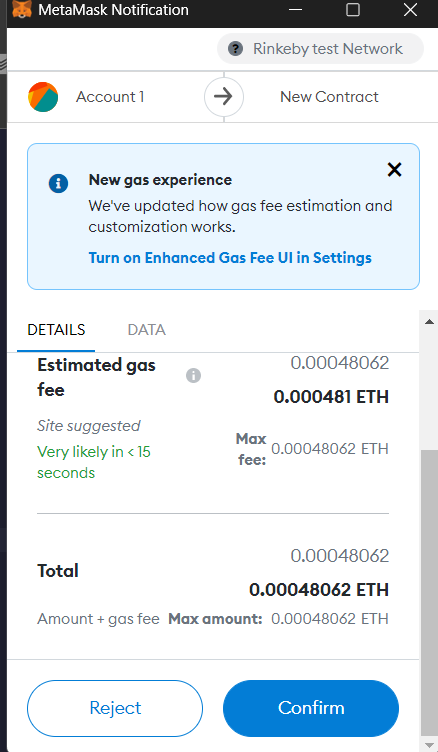 MetaMask Notification
Rinkeby test Network
Account 1
New Contract
New gas experience
We've updated how gas fee estimation and
customization works.
Turn on Enhanced Gas Fee UI in Settings
DETAILS
DATA
Estimated gas
fee
0.00048062
0.000481 ETH
Site suggested
Very likely in < 15
seconds
Max
fee:
0.00048062 ETH
0.00048062
Total
0.00048062 ETH
Amount + gas fee Max amount: 0.00048062 ETH
Reject
Confirm